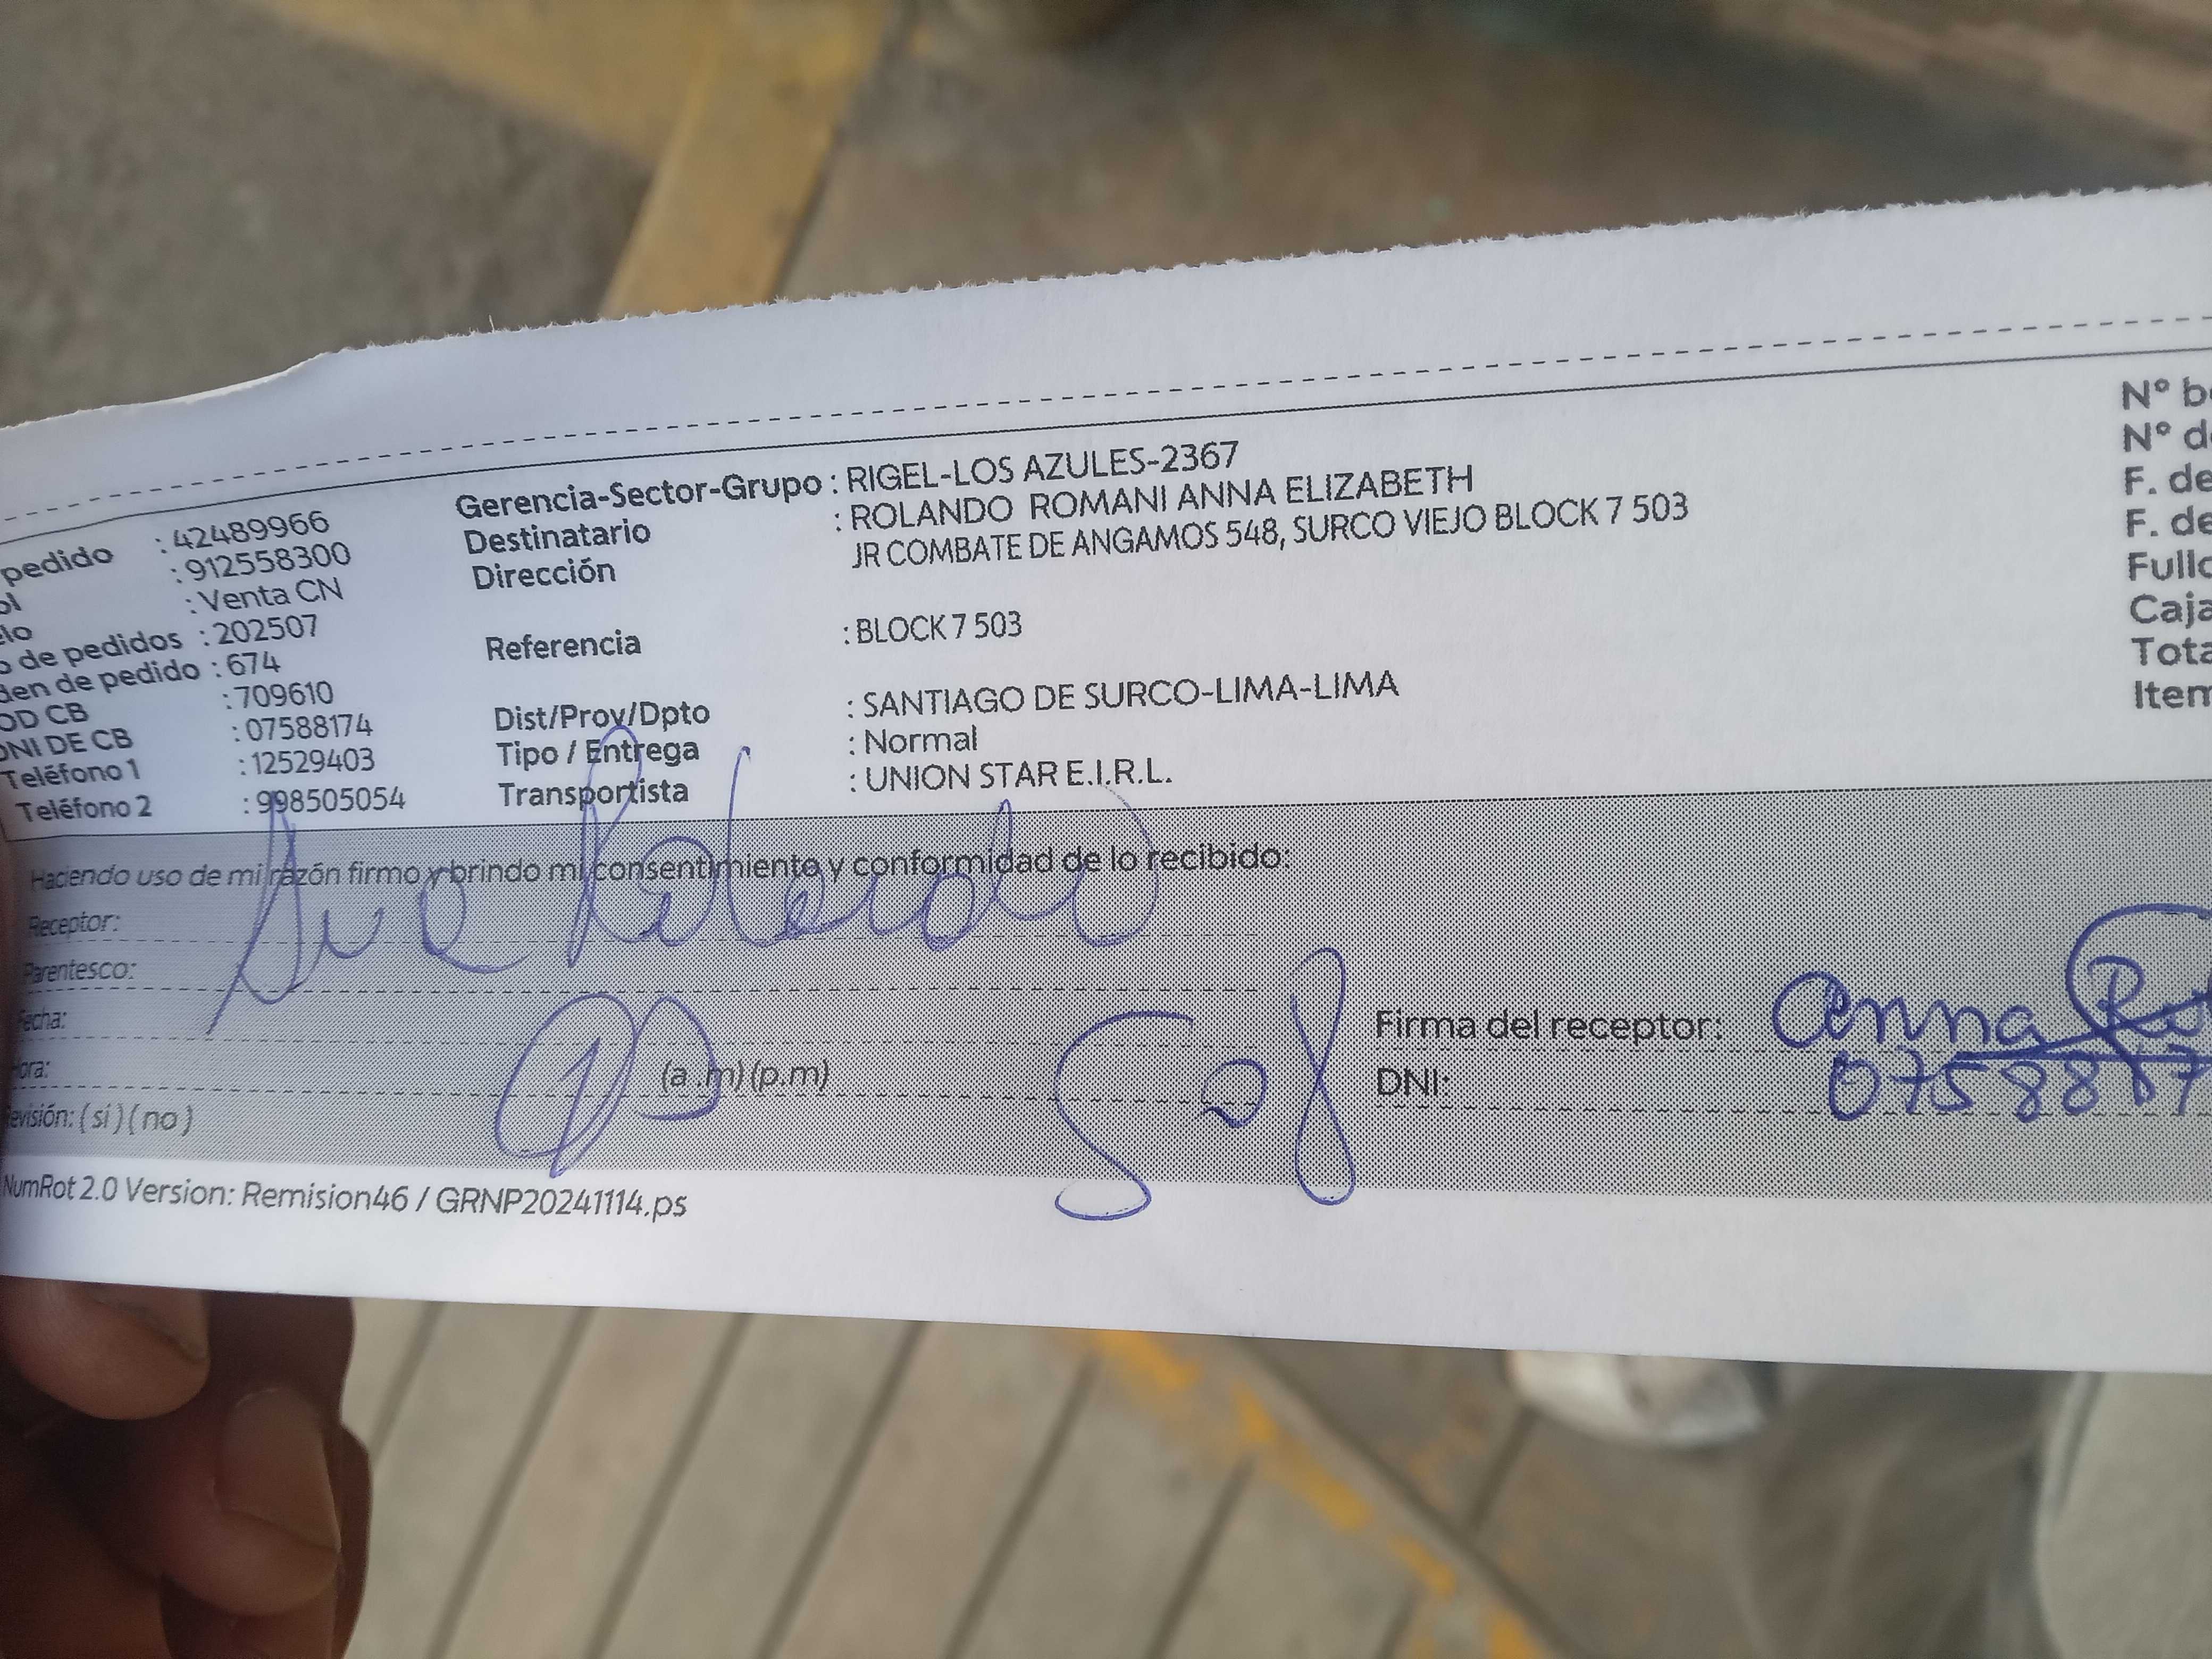 pedido : 42489966
: 912558300
: Venta CN
de pedidos : 202507
den de pedido : 674
OD CB : 709610
DNI DE CB : 07588174
Teléfono 1 : 12529403
Teléfono 2 : 998505054
Gerencia-Sector-Grupo : RIGEL-LOS AZULES-2367
Destinatario : ROLANDO ROMANI ANNA ELIZABETH
Dirección JR COMBATE DE ANGAMOS 548, SURCO VIEJO BLOCK 7 503
Referencia : BLOCK 7 503
Dist/Prov/Dpto : SANTIAGO DE SURCO-LIMA-LIMA
Tipo / Entrega : Normal
Transportista : UNION STAR E.I.R.L.
N° b
N° d
F. de
F. de
Fullc
Caja
Tota
Item
Haciendo uso de mi razón firmo y brindo mi consentimiento y conformidad de lo recibido:
Receptor:
Parentesco:
Fecha:
Hora: (a.m) (p.m)
Revisión: ( si ) ( no )
Firma del receptor: Anna
DNI: 0758817
NumRot 2.0 Version: Remision46 / GRNP20241114.ps